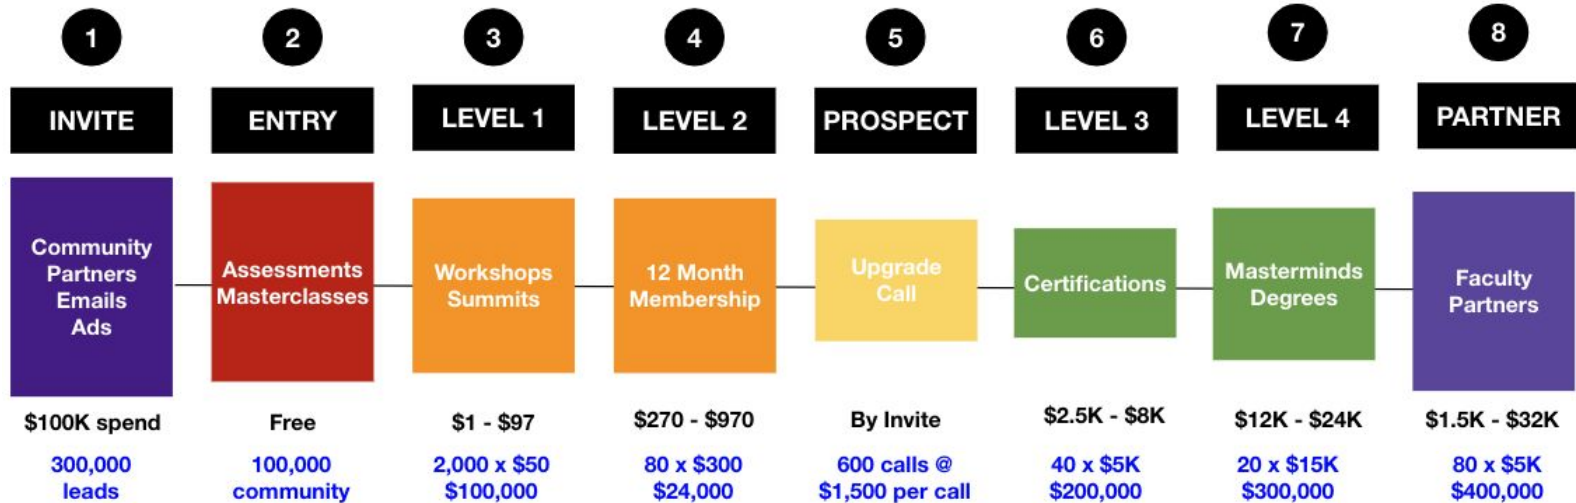 1
2
3
4
5
6
7
8
INVITE
ENTRY
LEVEL 1
LEVEL 2
PROSPECT
LEVEL 3
LEVEL 4
PARTNER
Community
Partners
Emails
Ads
Assessments
Masterclasses
Workshops
Summits
12 Month
Membership
Upgrade
Call
Certifications
Masterminds
Degrees
Faculty
Partners
$100K spend
Free
$1 - $97
$270 - $970
By Invite
$2.5K - $8K
$12K - $24K
$1.5K - $32K
300,000
leads
100,000
community
2,000 x $50
$100,000
80 x $300
$24,000
600 calls @
$1,500 per call
40 x $5K
$200,000
20 x $15K
$300,000
80 x $5K
$400,000